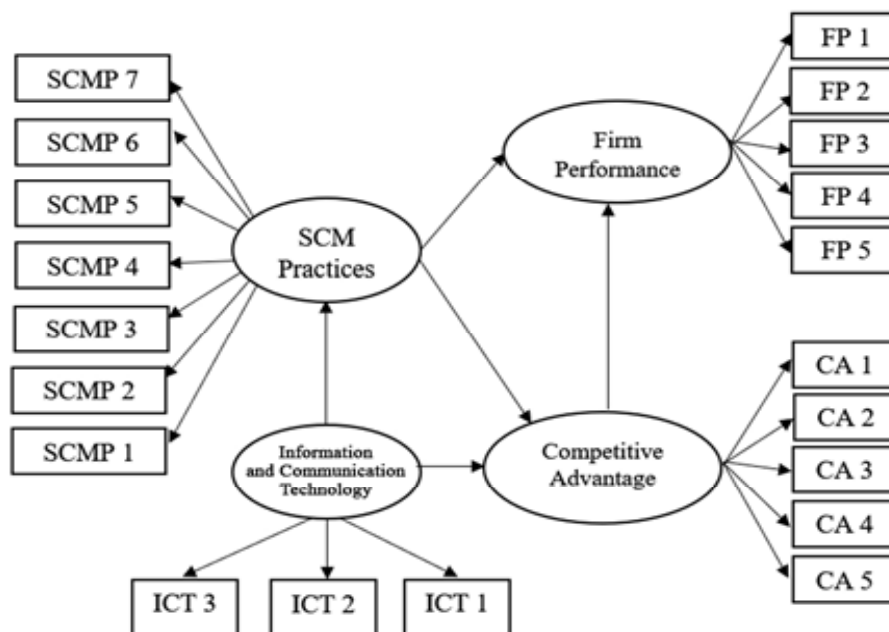 SCMP 7
SCMP 6
SCMP 5
SCMP 4
SCMP 3
SCMP 2
SCMP 1
SCM
Practices
Information
and Communication
Technology
ICT 3
ICT 2
ICT 1
Firm
Performance
Competitive
Advantage
FP 1
FP 2
FP 3
FP 4
FP 5
CA 1
CA 2
CA 3
CA 4
CA 5